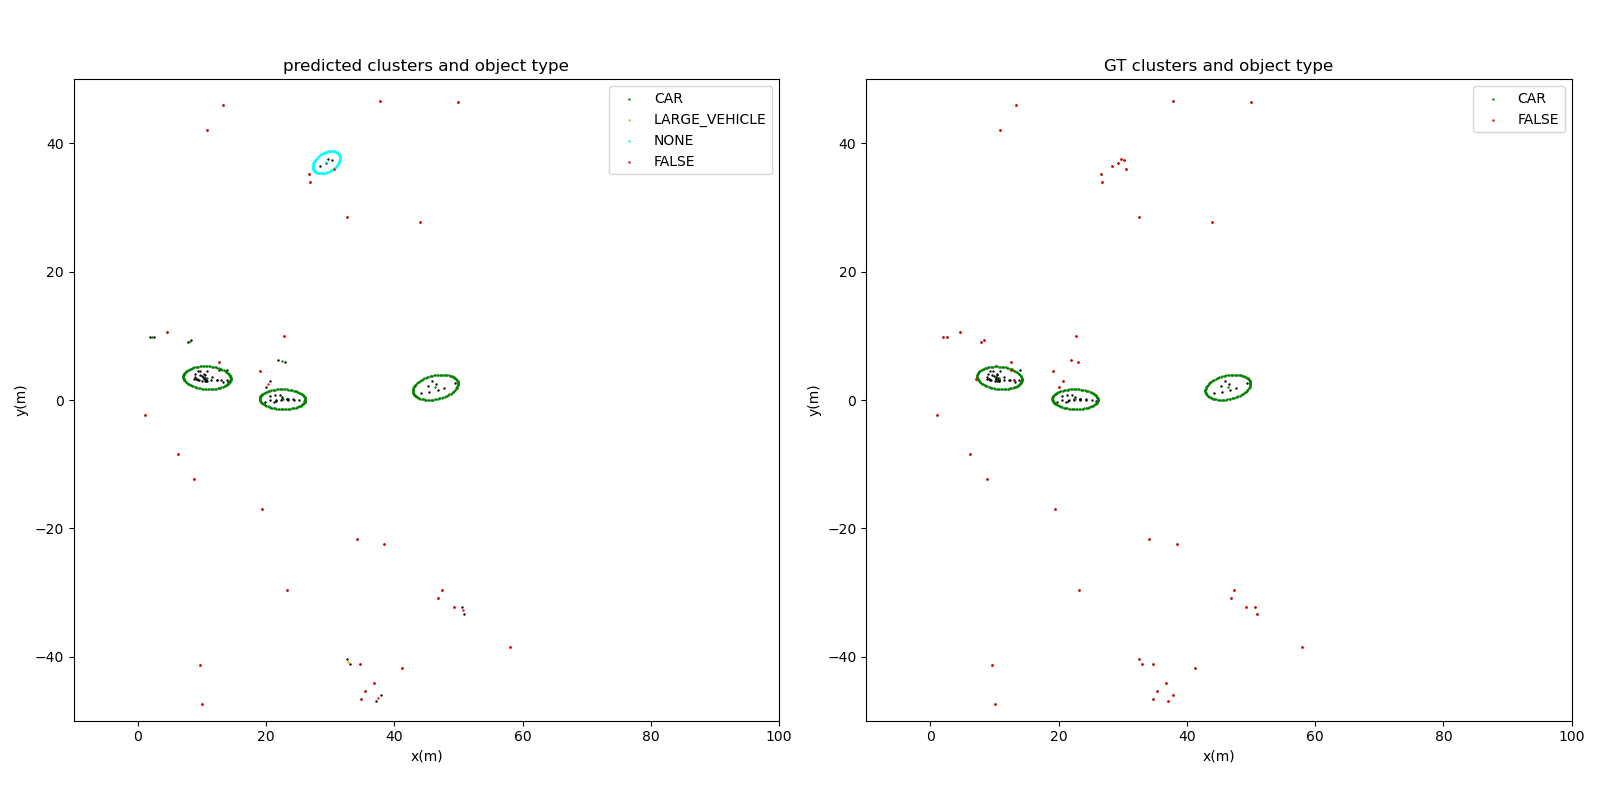 predicted clusters and object type
CAR
LARGE_VEHICLE
NONE
FALSE
40
20
0
−20
−40
y(m)
0
20
40
60
80
100
x(m)
GT clusters and object type
CAR
FALSE
40
20
0
−20
−40
y(m)
0
20
40
60
80
100
x(m)